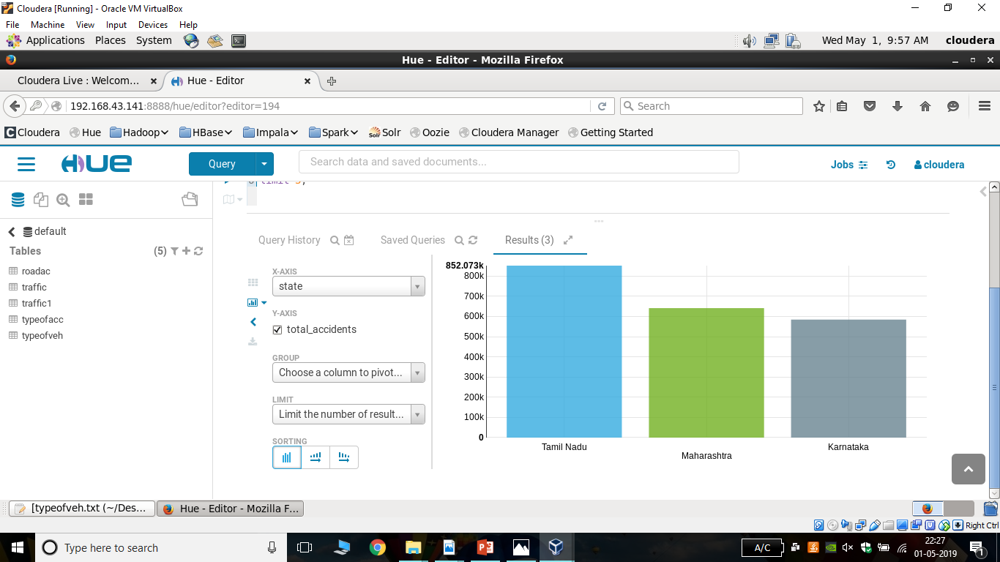 Cloudera [Running] - Oracle VM VirtualBox
File Machine View Input Devices Help
Applications Places System Wed May 1, 9:57 AM cloudera
Hue - Editor - Mozilla Firefox
Cloudera Live : Welcom... Hue - Editor
192.168.43.141:8888/hue/editor?editor=194 Search
Cloudera Hue Hadoop HBase Impala Spark Solr Oozie Cloudera Manager Getting Started
HUE Query Search data and saved documents... Jobs cloudera
default
Tables (5)
roadac
traffic
traffic1
typeofacc
typeofveh
Query History Saved Queries Results (3)
X-AXIS
state
Y-AXIS
total_accidents
GROUP
Choose a column to pivot...
LIMIT
Limit the number of result...
SORTING
852.073k
800k
700k
600k
500k
400k
300k
200k
100k
0
Tamil Nadu
Maharashtra
Karnataka
[typeofveh.txt (~/Des... Hue - Editor - Mozilla F...
Right Ctrl
Type here to search
A/C
22:27
01-05-2019
1